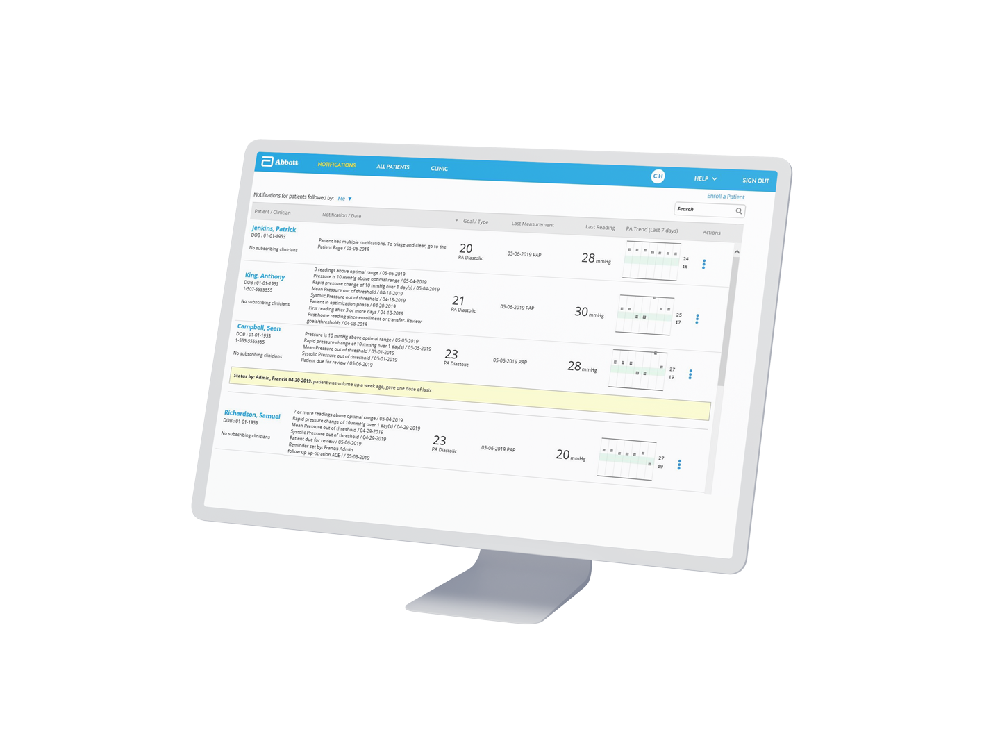 Abbott
NOTIFICATIONS
ALL PATIENTS
CLINIC
CH
HELP
SIGN OUT
Enroll a Patient
Notifications for patients followed by: Me
Search
Patient / Clinician
Notification / Date
Goal / Type
Last Measurement
Last Reading
PA Trend (Last 7 days)
Actions
Jenkins, Patrick
DOB : 01-01-1953
No subscribing clinicians
Patient has multiple notifications. To triage and clear, go to the
Patient Page / 05-06-2019
20
PA Diastolic
05-06-2019 PAP
28 mmHg
24
16
King, Anthony
DOB : 01-01-1953
1-507-5555555
No subscribing clinicians
3 readings above optimal range / 05-06-2019
Pressure is 10 mmHg above optimal range / 05-04-2019
Rapid pressure change of 10 mmHg over 1 day(s) / 05-04-2019
Mean Pressure out of threshold / 04-18-2019
Systolic Pressure out of threshold / 04-18-2019
Patient in optimization phase / 04-20-2019
First reading after 3 or more days / 04-18-2019
First home reading since enrollment or transfer. Review
goals/thresholds / 04-08-2019
21
PA Diastolic
05-06-2019 PAP
30 mmHg
25
17
Campbell, Sean
DOB : 01-01-1953
1-555-5555555
No subscribing clinicians
Pressure is 10 mmHg above optimal range / 05-05-2019
Rapid pressure change of 10 mmHg over 1 day(s) / 05-05-2019
Mean Pressure out of threshold / 05-01-2019
Systolic Pressure out of threshold / 05-01-2019
Patient due for review / 05-06-2019
23
PA Diastolic
05-06-2019 PAP
28 mmHg
27
19
Status by: Admin, Francis 04-30-2019: patient was volume up a week ago, gave one dose of lasix
Richardson, Samuel
DOB : 01-01-1953
No subscribing clinicians
7 or more readings above optimal range / 05-04-2019
Rapid pressure change of 10 mmHg over 1 day(s) / 04-29-2019
Mean Pressure out of threshold / 04-29-2019
Systolic Pressure out of threshold / 04-29-2019
Patient due for review / 05-06-2019
Reminder set by: Francis Admin
follow up up-titration ACE-I / 05-03-2019
23
PA Diastolic
05-06-2019 PAP
20 mmHg
27
19